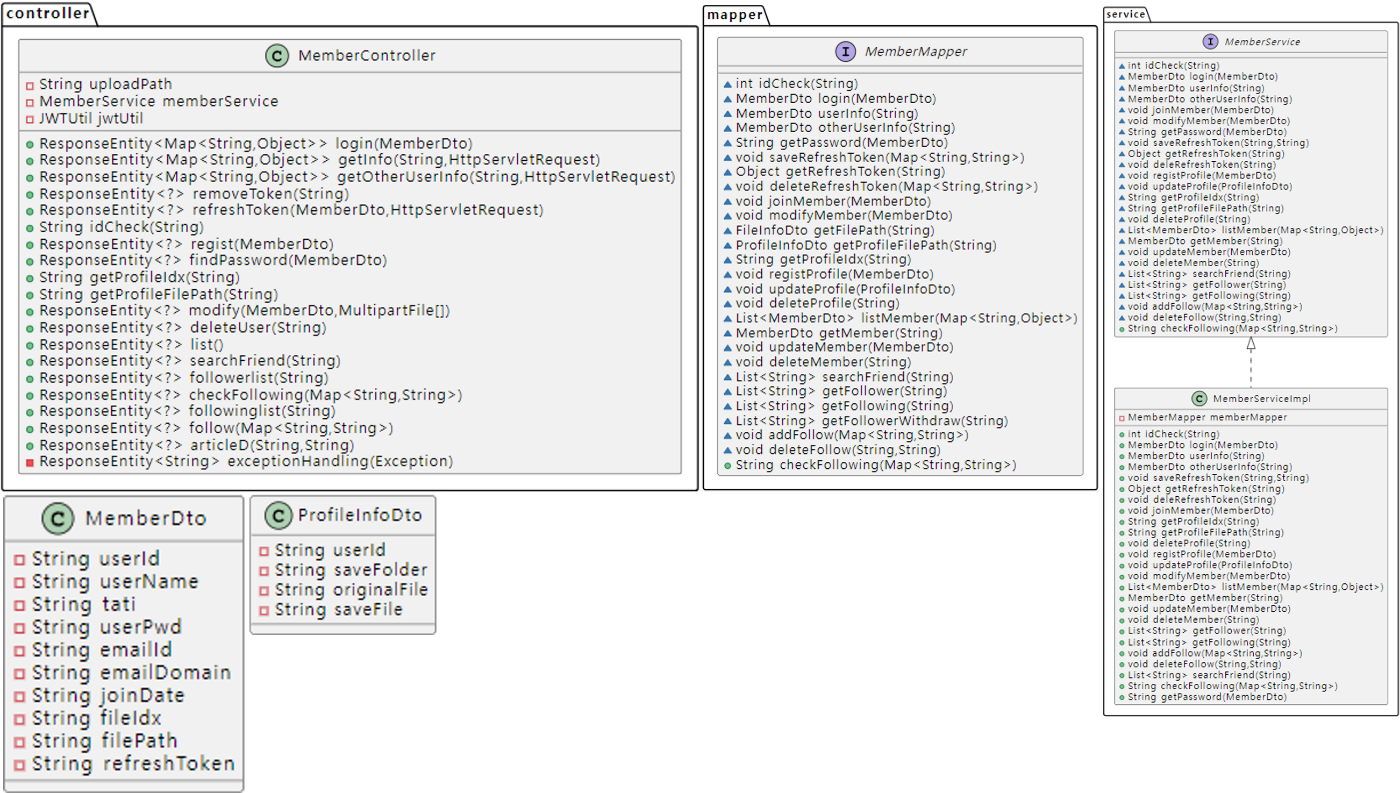 controller
C MemberController
String uploadPath
MemberService memberService
JWTUtil jwtUtil
ResponseEntity<Map<String,Object>> login(MemberDto)
ResponseEntity<Map<String,Object>> getInfo(String,HttpServletRequest)
ResponseEntity<Map<String,Object>> getOtherUserInfo(String,HttpServletRequest)
ResponseEntity<?> removeToken(String)
ResponseEntity<?> refreshToken(MemberDto,HttpServletRequest)
String idCheck(String)
ResponseEntity<?> regist(MemberDto)
ResponseEntity<?> findPassword(MemberDto)
String getProfileIdx(String)
String getProfileFilePath(String)
ResponseEntity<?> modify(MemberDto,MultipartFile[])
ResponseEntity<?> deleteUser(String)
ResponseEntity<?> list()
ResponseEntity<?> searchFriend(String)
ResponseEntity<?> followerlist(String)
ResponseEntity<?> checkFollowing(Map<String,String>)
ResponseEntity<?> followinglist(String)
ResponseEntity<?> follow(Map<String,String>)
ResponseEntity<?> articleD(String,String)
ResponseEntity<String> exceptionHandling(Exception)
mapper
I MemberMapper
int idCheck(String)
MemberDto login(MemberDto)
MemberDto userInfo(String)
MemberDto otherUserInfo(String)
String getPassword(MemberDto)
void saveRefreshToken(Map<String,String>)
Object getRefreshToken(String)
void deleteRefreshToken(Map<String,String>)
void joinMember(MemberDto)
void modifyMember(MemberDto)
FileInfoDto getFilePath(String)
ProfileInfoDto getProfileFilePath(String)
String getProfileIdx(String)
void registProfile(MemberDto)
void updateProfile(ProfileInfoDto)
void deleteProfile(String)
List<MemberDto> listMember(Map<String,Object>)
MemberDto getMember(String)
void updateMember(MemberDto)
void deleteMember(String)
List<String> searchFriend(String)
List<String> getFollower(String)
List<String> getFollowing(String)
List<String> getFollowerWithdraw(String)
void addFollow(Map<String,String>)
void deleteFollow(String,String)
String checkFollowing(Map<String,String>)
service
I MemberService
int idCheck(String)
MemberDto login(MemberDto)
MemberDto userInfo(String)
MemberDto otherUserInfo(String)
void joinMember(MemberDto)
void modifyMember(MemberDto)
String getPassword(MemberDto)
void saveRefreshToken(String,String)
Object getRefreshToken(String)
void deleRefreshToken(String)
void registProfile(MemberDto)
void updateProfile(ProfileInfoDto)
String getProfileIdx(String)
String getProfileFilePath(String)
void deleteProfile(String)
List<MemberDto> listMember(Map<String,Object>)
MemberDto getMember(String)
void updateMember(MemberDto)
void deleteMember(String)
List<String> searchFriend(String)
List<String> getFollower(String)
List<String> getFollowing(String)
void addFollow(Map<String,String>)
void deleteFollow(String,String)
String checkFollowing(Map<String,String>)
C MemberServiceImpl
MemberMapper memberMapper
int idCheck(String)
MemberDto login(MemberDto)
MemberDto userInfo(String)
MemberDto otherUserInfo(String)
void saveRefreshToken(String,String)
Object getRefreshToken(String)
void deleRefreshToken(String)
void joinMember(MemberDto)
String getProfileIdx(String)
String getProfileFilePath(String)
void deleteProfile(String)
void registProfile(MemberDto)
void updateProfile(ProfileInfoDto)
void modifyMember(MemberDto)
List<MemberDto> listMember(Map<String,Object>)
MemberDto getMember(String)
void updateMember(MemberDto)
void deleteMember(String)
List<String> getFollower(String)
List<String> getFollowing(String)
void addFollow(Map<String,String>)
void deleteFollow(String,String)
List<String> searchFriend(String)
String checkFollowing(Map<String,String>)
String getPassword(MemberDto)
C MemberDto
String userId
String userName
String tati
String userPwd
String emailId
String emailDomain
String joinDate
String fileIdx
String filePath
String refreshToken
C ProfileInfoDto
String userId
String saveFolder
String originalFile
String saveFile